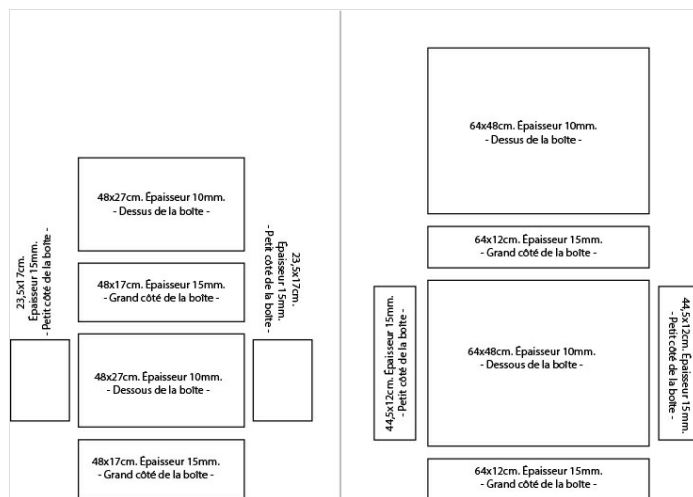 48x27cm. Épaisseur 10mm.
- Dessus de la boîte -
23,5x17cm.
Épaisseur 15mm.
- Petit côté de la boîte -
23,5x17cm.
Épaisseur 15mm.
- Petit côté de la boîte -
48x17cm. Épaisseur 15mm.
- Grand côté de la boîte -
48x27cm. Épaisseur 10mm.
- Dessous de la boîte -
48x17cm. Épaisseur 15mm.
- Grand côté de la boîte -
64x48cm. Épaisseur 10mm.
- Dessus de la boîte -
64x12cm. Épaisseur 15mm.
- Grand côté de la boîte -
44,5x12cm. Épaisseur 15mm.
- Petit côté de la boîte -
64x48cm. Épaisseur 10mm.
- Dessous de la boîte -
44,5x12cm. Épaisseur 15mm.
- Petit côté de la boîte -
64x12cm. Épaisseur 15mm.
- Grand côté de la boîte -